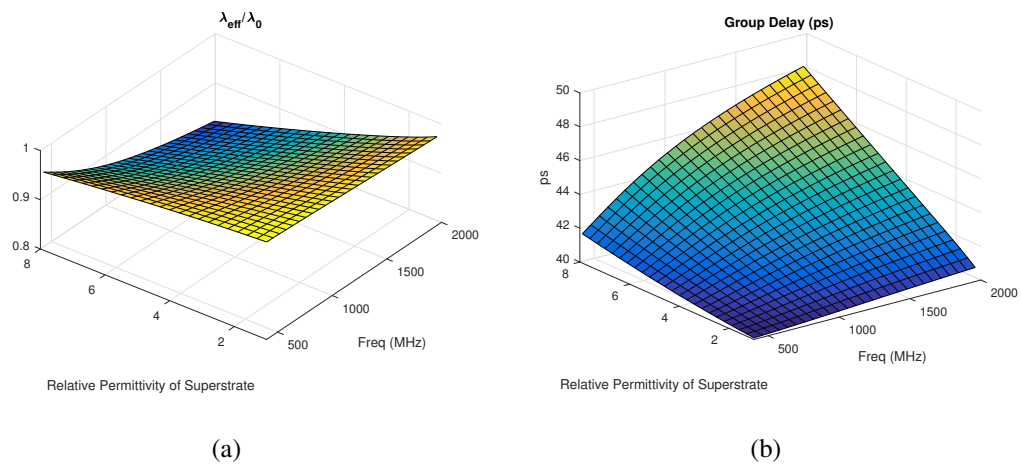 λeff/λ0
1
0.9
0.8
8
6
4
2
500
1000
1500
2000
Freq (MHz)
Relative Permittivity of Superstrate
(a)
Group Delay (ps)
50
48
46
44
42
40
ps
8
6
4
2
500
1000
1500
2000
Freq (MHz)
Relative Permittivity of Superstrate
(b)